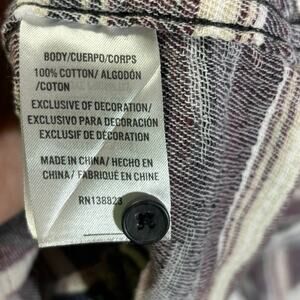 BODY/CUERPO/CORPS
100% COTTON/ ALGODÓN
/COTON
EXCLUSIVE OF DECORATION/
EXCLUSIVO PARA DECORACIÓN
EXCLUSIF DE DÉCORATION
MADE IN CHINA/ HECHO EN
CHINA/ FABRIQUÉ EN CHINE
RN138823